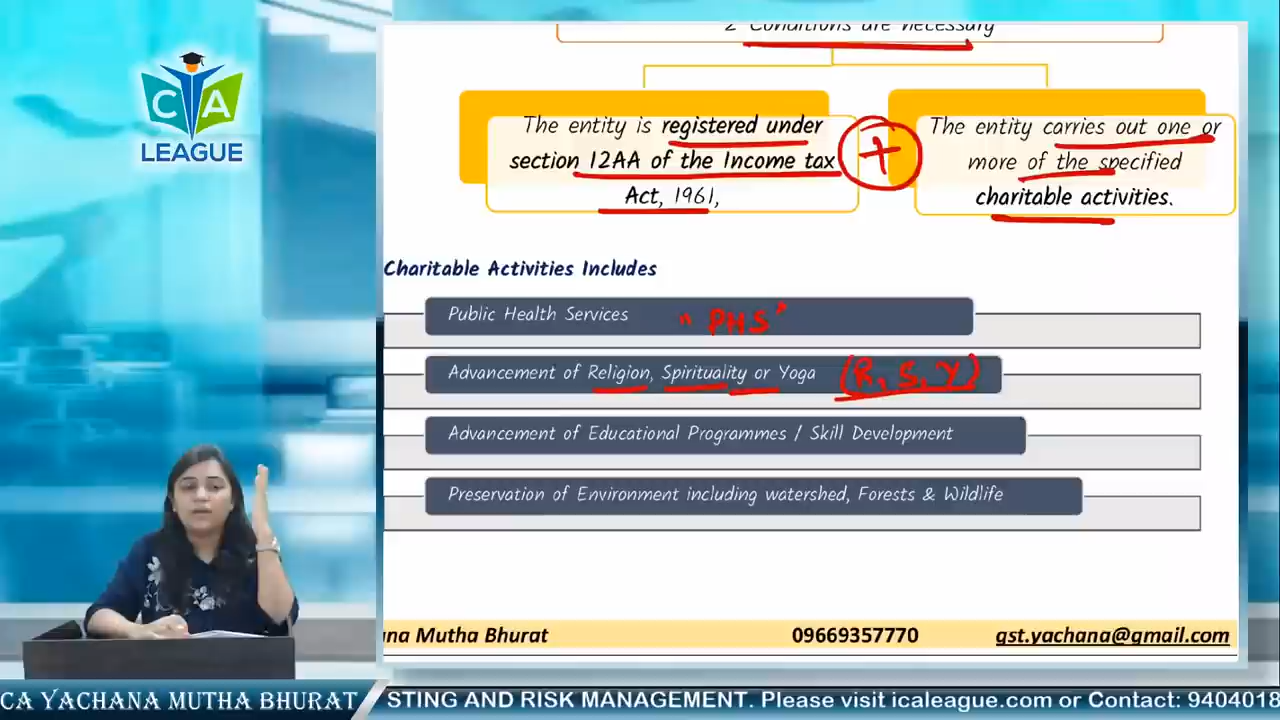 2 Conditions are necessary
The entity is registered under
section 12AA of the Income tax
Act, 1961,
+
The entity carries out one or
more of the specified
charitable activities.
CA
LEAGUE
Charitable Activities Includes
Public Health Services "PHS"
Advancement of Religion, Spirituality or Yoga (R, S, Y)
Advancement of Educational Programmes / Skill Development
Preservation of Environment including watershed, Forests & Wildlife
Mutha Bhurat 09669357770 gst.yachana@gmail.com
CA YACHANA MUTHA BHURAT
STING AND RISK MANAGEMENT. Please visit icaleague.com or Contact: 9404018